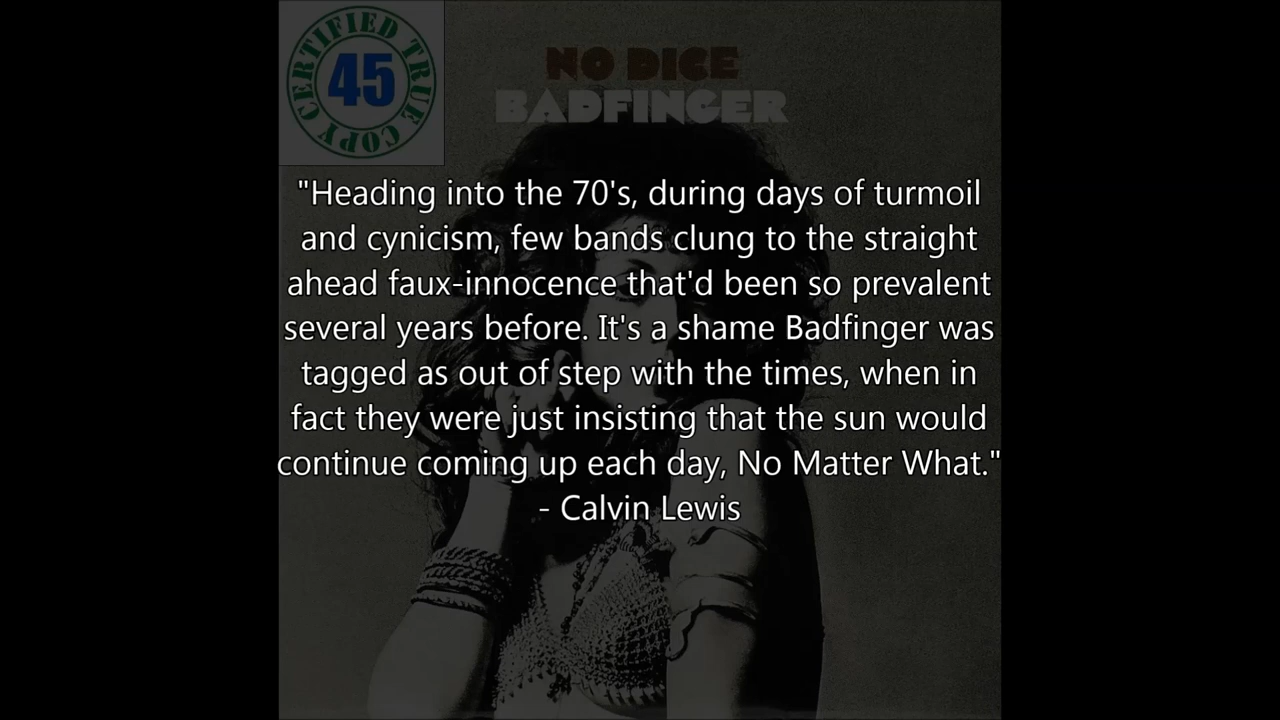 CERTIFIED TRUE COPY
45
NO DICE
BADFINGER
"Heading into the 70's, during days of turmoil
and cynicism, few bands clung to the straight
ahead faux-innocence that'd been so prevalent
several years before. It's a shame Badfinger was
tagged as out of step with the times, when in
fact they were just insisting that the sun would
continue coming up each day, No Matter What."
- Calvin Lewis